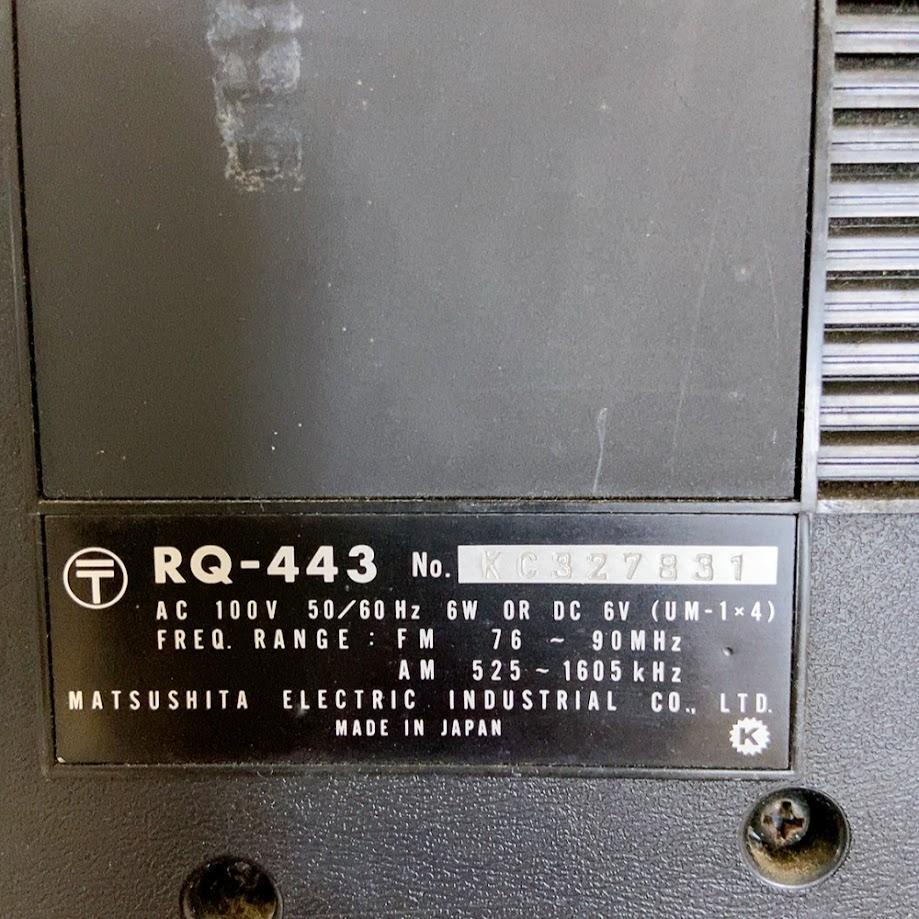 〒 RQ-443 No. KC327831
AC 100V 50/60Hz 6W OR DC 6V (UM-1×4)
FREQ. RANGE : FM 76 ~ 90MHz
AM 525 ~ 1605kHz
MATSUSHITA ELECTRIC INDUSTRIAL CO., LTD.
MADE IN JAPAN
K